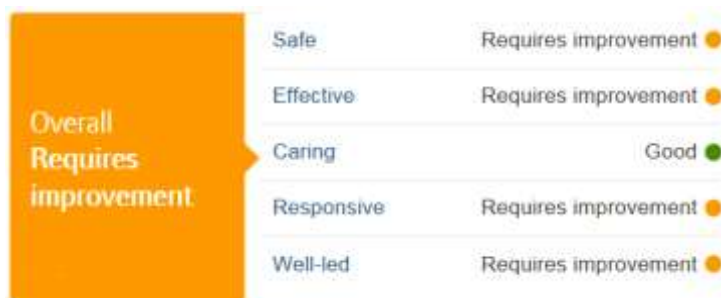 Overall
Requires
improvement
Safe Requires improvement
Effective Requires improvement
Caring Good
Responsive Requires improvement
Well-led Requires improvement